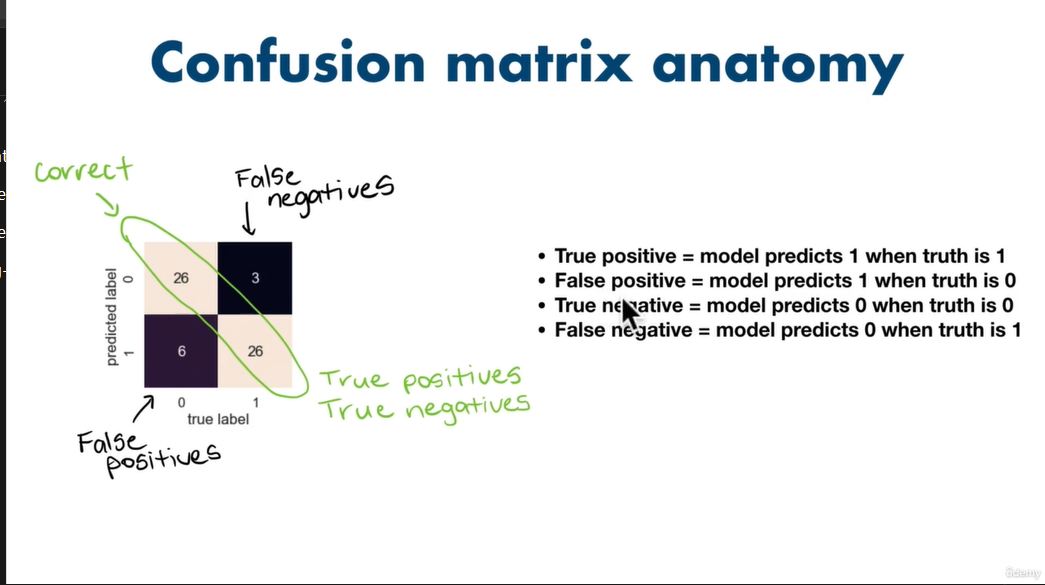 Confusion matrix anatomy
correct
False
negatives
predicted label
0
1
26
3
6
26
0
1
true label
False
positives
True positives
True negatives
• True positive = model predicts 1 when truth is 1
• False positive = model predicts 1 when truth is 0
• True negative = model predicts 0 when truth is 0
• False negative = model predicts 0 when truth is 1
ûdemy